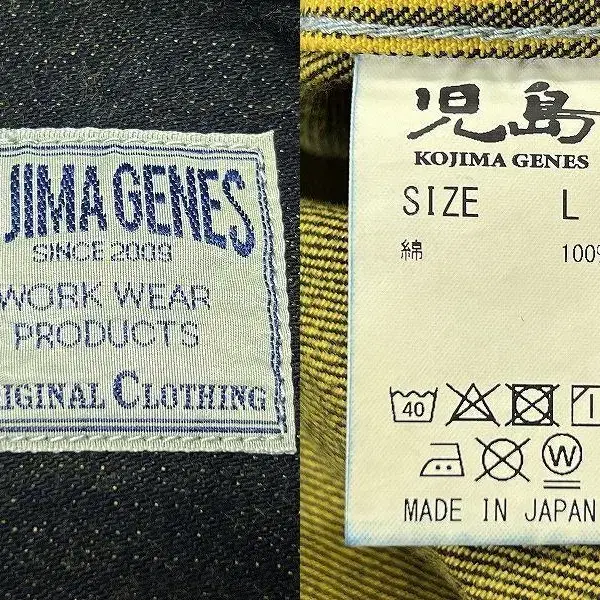 JIMA GENES
SINCE 2009
WORK WEAR
PRODUCTS
RIGINAL CLOTHING
児島
KOJIMA GENES
SIZE L
綿 100%
40
W
MADE IN JAPAN